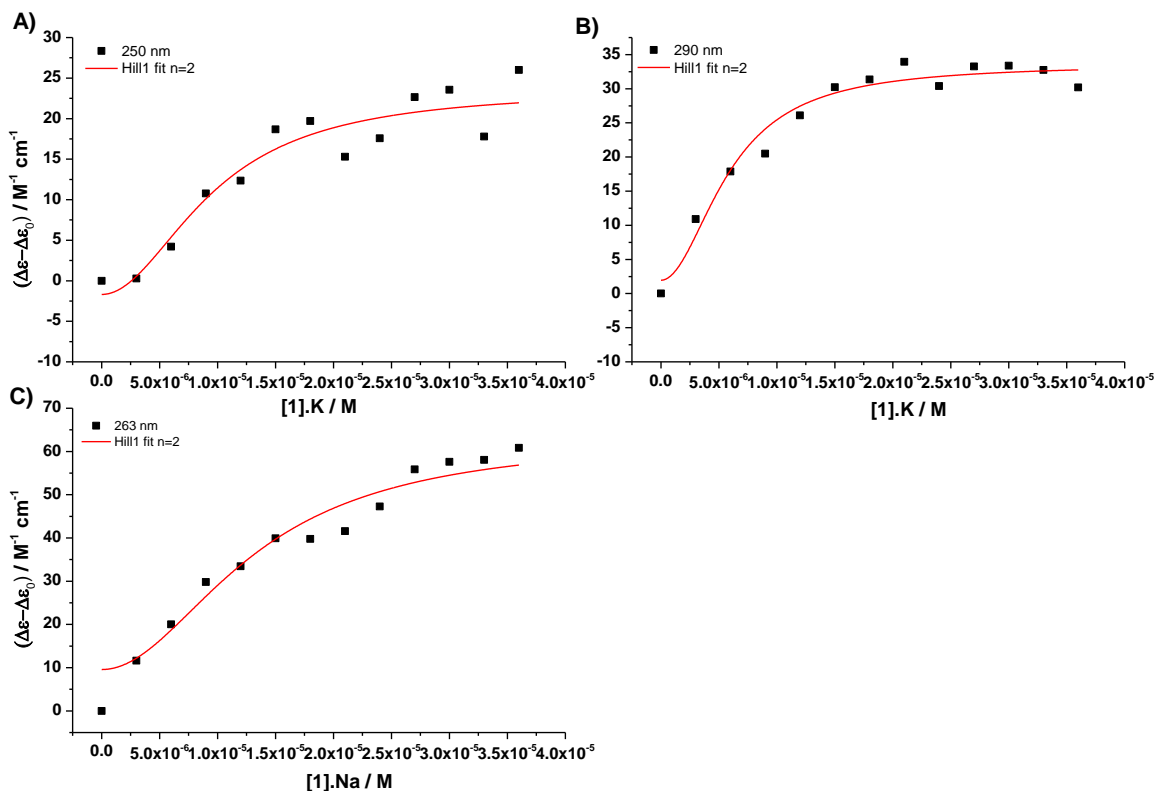 A)
30
25
20
15
10
5
0
-5
-10
250 nm
Hill1 fit n=2
(Δε−Δε₀) / M⁻¹ cm⁻¹
0.0 5.0x10⁻⁶ 1.0x10⁻⁵ 1.5x10⁻⁵ 2.0x10⁻⁵ 2.5x10⁻⁵ 3.0x10⁻⁵ 3.5x10⁻⁵ 4.0x10⁻⁵
[1].K / M
B)
35
30
25
20
15
10
5
0
-5
-10
290 nm
Hill1 fit n=2
0.0 5.0x10⁻⁶ 1.0x10⁻⁵ 1.5x10⁻⁵ 2.0x10⁻⁵ 2.5x10⁻⁵ 3.0x10⁻⁵ 3.5x10⁻⁵ 4.0x10⁻⁵
[1].K / M
C)
70
60
50
40
30
20
10
0
263 nm
Hill1 fit n=2
(Δε−Δε₀) / M⁻¹ cm⁻¹
0.0 5.0x10⁻⁶ 1.0x10⁻⁵ 1.5x10⁻⁵ 2.0x10⁻⁵ 2.5x10⁻⁵ 3.0x10⁻⁵ 3.5x10⁻⁵ 4.0x10⁻⁵
[1].Na / M